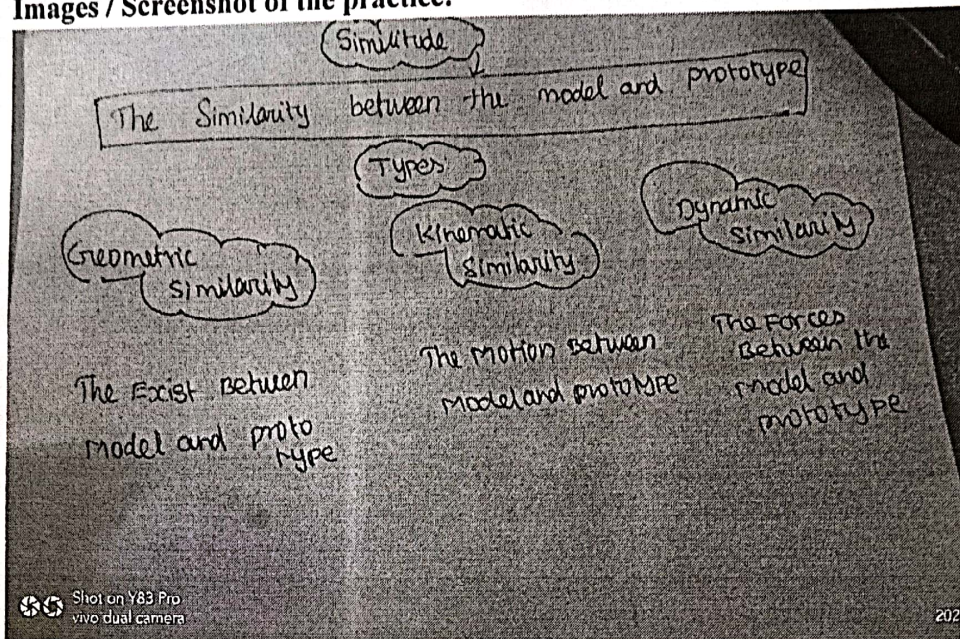 Images / Screenshot of the practice:
Similitude
The Similarity between the model and prototype
Types
Geometric
Similarity
Kinematic
Similarity
Dynamic
Similarity
The Exist Between
Model and proto
type
The Motion Between
Model and prototype
The Forces
Between the
model and
prototype
Shot on Y83 Pro
vivo dual camera
202